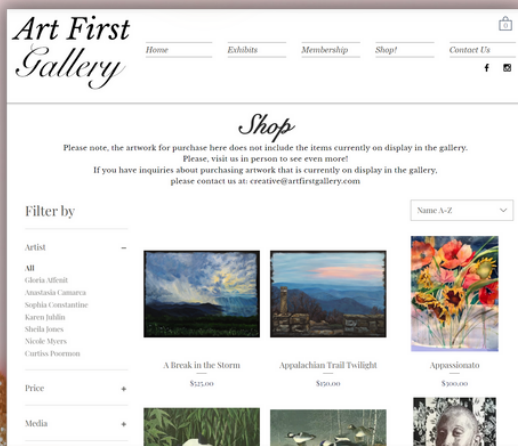 Art First
Gallery
Home
Exhibits
Membership
Shop!
Contact Us
0
Shop
Please note, the artwork for purchase here does not include the items currently on display in the gallery.
Please, visit us in person to see even more!
If you have inquiries about purchasing artwork that is currently on display in the gallery,
please contact us at: creative@artfirstgallery.com
Filter by
Name A-Z
Artist
All
Gloria Affenit
Anastasia Camarca
Sophia Constantine
Karen Juhlin
Sheila Jones
Nicole Myers
Curtiss Poormon
Price
Media
A Break in the Storm
$525.00
Appalachian Trail Twilight
$150.00
Appassionato
$300.00